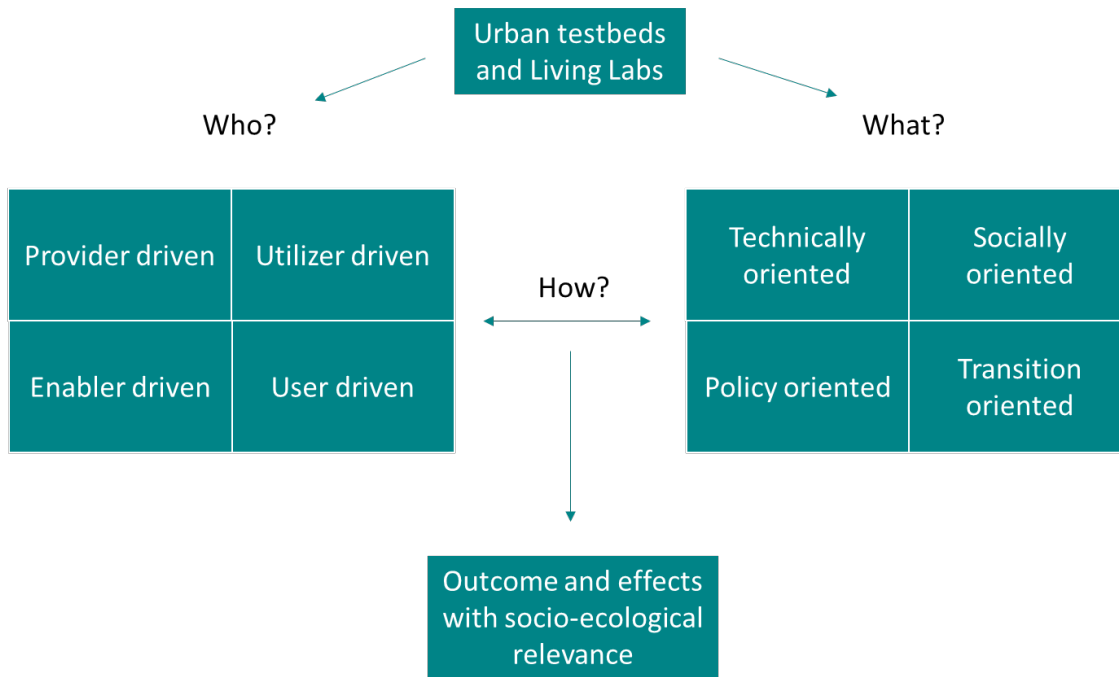 Urban testbeds
and Living Labs
Who?
What?
Provider driven
Utilizer driven
Enabler driven
User driven
How?
Technically
oriented
Socially
oriented
Policy oriented
Transition
oriented
Outcome and effects
with socio-ecological
relevance